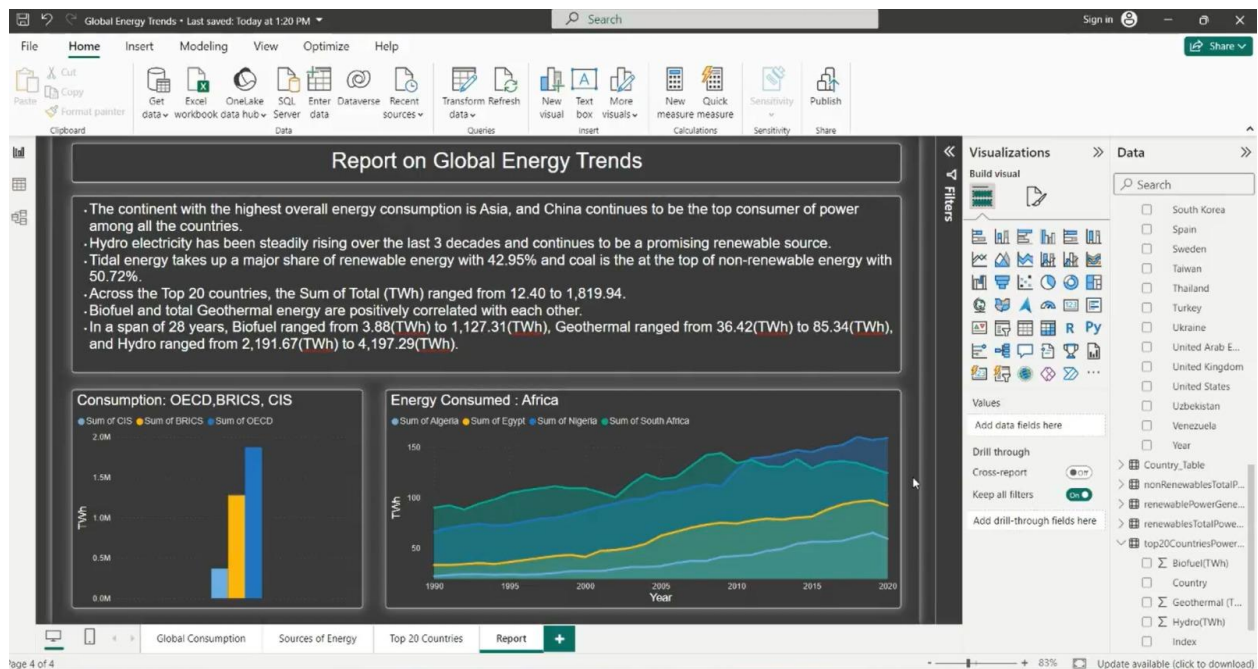 Global Energy Trends • Last saved: Today at 1:20 PM
Search
Sign in
File Home Insert Modeling View Optimize Help
Share
Paste
Cut
Copy
Format painter
Clipboard
Get data
Excel workbook
OneLake data hub
SQL Server
Enter data
Dataverse
Recent sources
Data
Transform data
Refresh
Queries
New visual
Text box
More visuals
Insert
New measure
Quick measure
Calculations
Sensitivity
Sensitivity
Publish
Share
Report on Global Energy Trends
• The continent with the highest overall energy consumption is Asia, and China continues to be the top consumer of power
among all the countries.
• Hydro electricity has been steadily rising over the last 3 decades and continues to be a promising renewable source.
• Tidal energy takes up a major share of renewable energy with 42.95% and coal is the at the top of non-renewable energy with
50.72%.
• Across the Top 20 countries, the Sum of Total (TWh) ranged from 12.40 to 1,819.94.
• Biofuel and total Geothermal energy are positively correlated with each other.
• In a span of 28 years, Biofuel ranged from 3.88(TWh) to 1,127.31(TWh), Geothermal ranged from 36.42(TWh) to 85.34(TWh),
and Hydro ranged from 2,191.67(TWh) to 4,197.29(TWh).
Consumption: OECD,BRICS, CIS
Sum of CIS Sum of BRICS Sum of OECD
2.0M
1.5M
1.0M
0.5M
0.0M
TWh
Energy Consumed : Africa
Sum of Algeria Sum of Egypt Sum of Nigeria Sum of South Africa
150
100
50
TWh
1990 1995 2000 2005 2010 2015 2020
Year
Filters
Visualizations
Build visual
R Py
123
...
Values
Add data fields here
Drill through
Cross-report Off
Keep all filters On
Add drill-through fields here
Data
Search
South Korea
Spain
Sweden
Taiwan
Thailand
Turkey
Ukraine
United Arab E...
United Kingdom
United States
Uzbekistan
Venezuela
Year
Country_Table
nonRenewablesTotalP...
renewablePowerGene...
renewablesTotalPowe...
top20CountriesPower...
∑ Biofuel(TWh)
Country
∑ Geothermal (T...
∑ Hydro(TWh)
Index
Global Consumption Sources of Energy Top 20 Countries Report +
Page 4 of 4
- + 83% Update available (click to download)